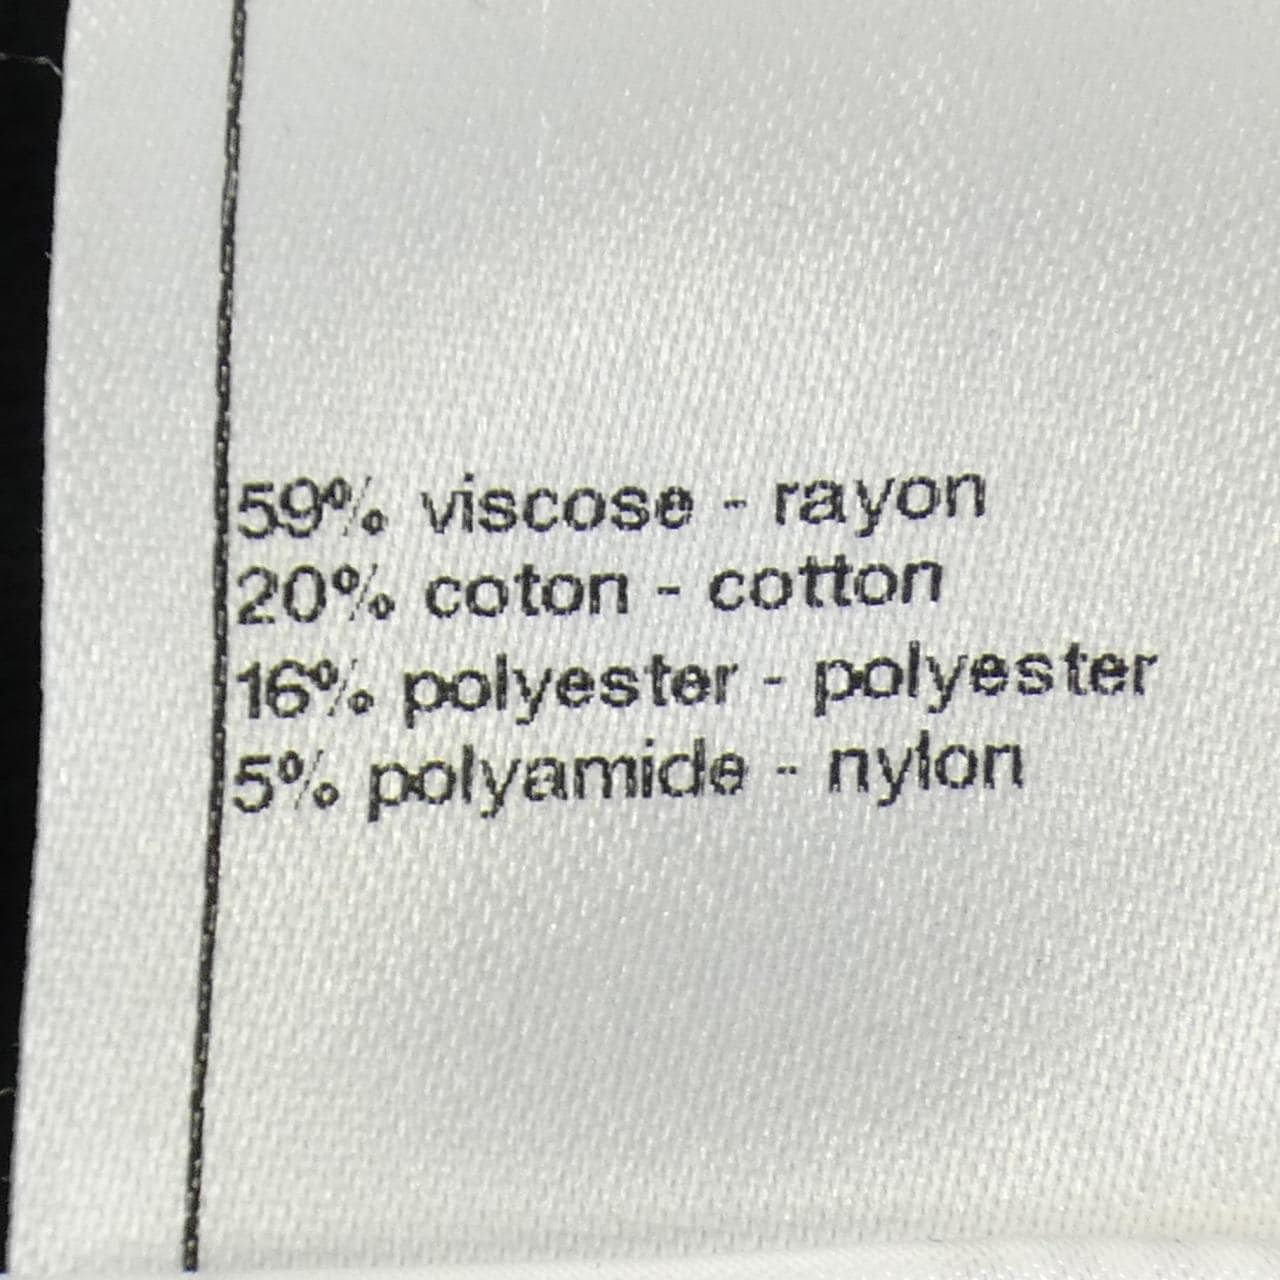 59% viscose - rayon
20% coton - cotton
16% polyester - polyester
5% polyamide - nylon